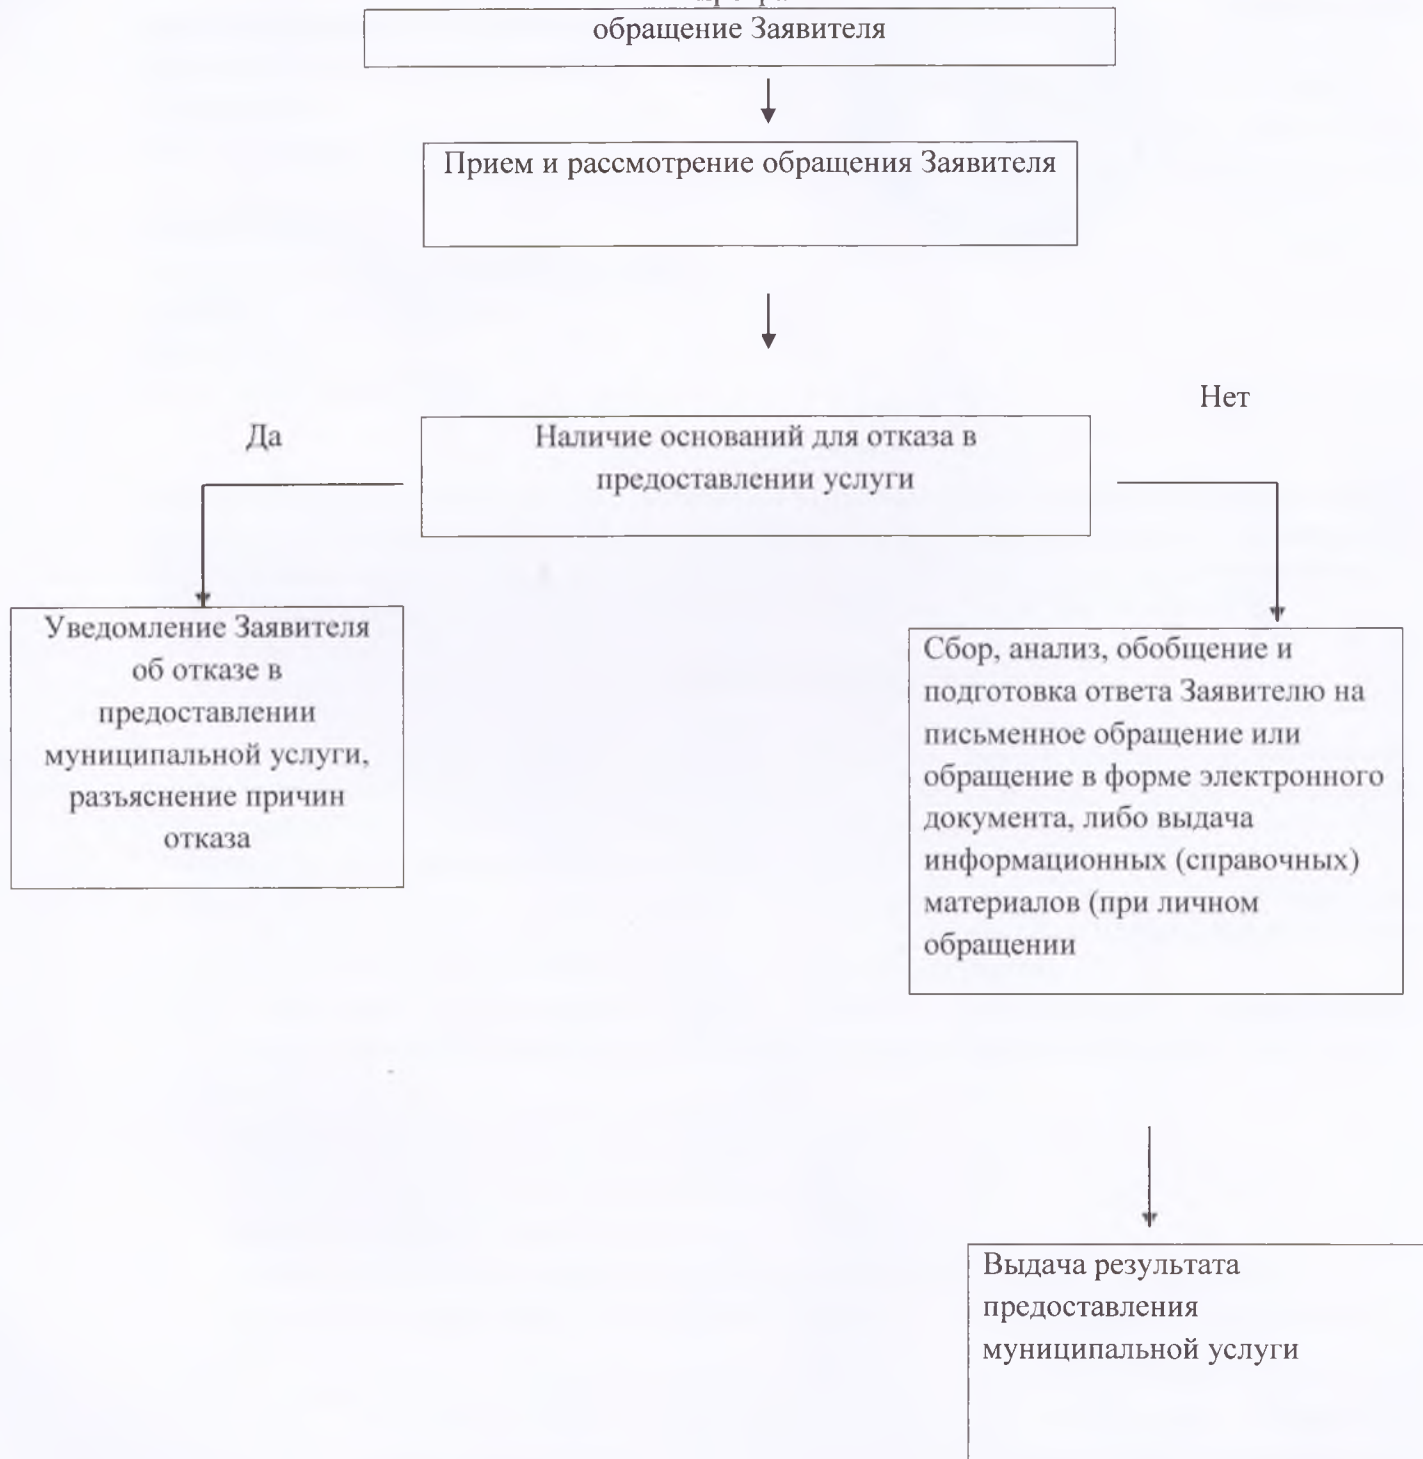 обращение Заявителя
Прием и рассмотрение обращения Заявителя
Нет
Да
Наличие оснований для отказа в
предоставлении услуги
Уведомление Заявителя
об отказе в
предоставлении
муниципальной услуги,
разъяснение причин
отказа
Сбор, анализ, обобщение и
подготовка ответа Заявителю на
письменное обращение или
обращение в форме электронного
документа, либо выдача
информационных (справочных)
материалов (при личном
обращении
Выдача результата
предоставления
муниципальной услуги